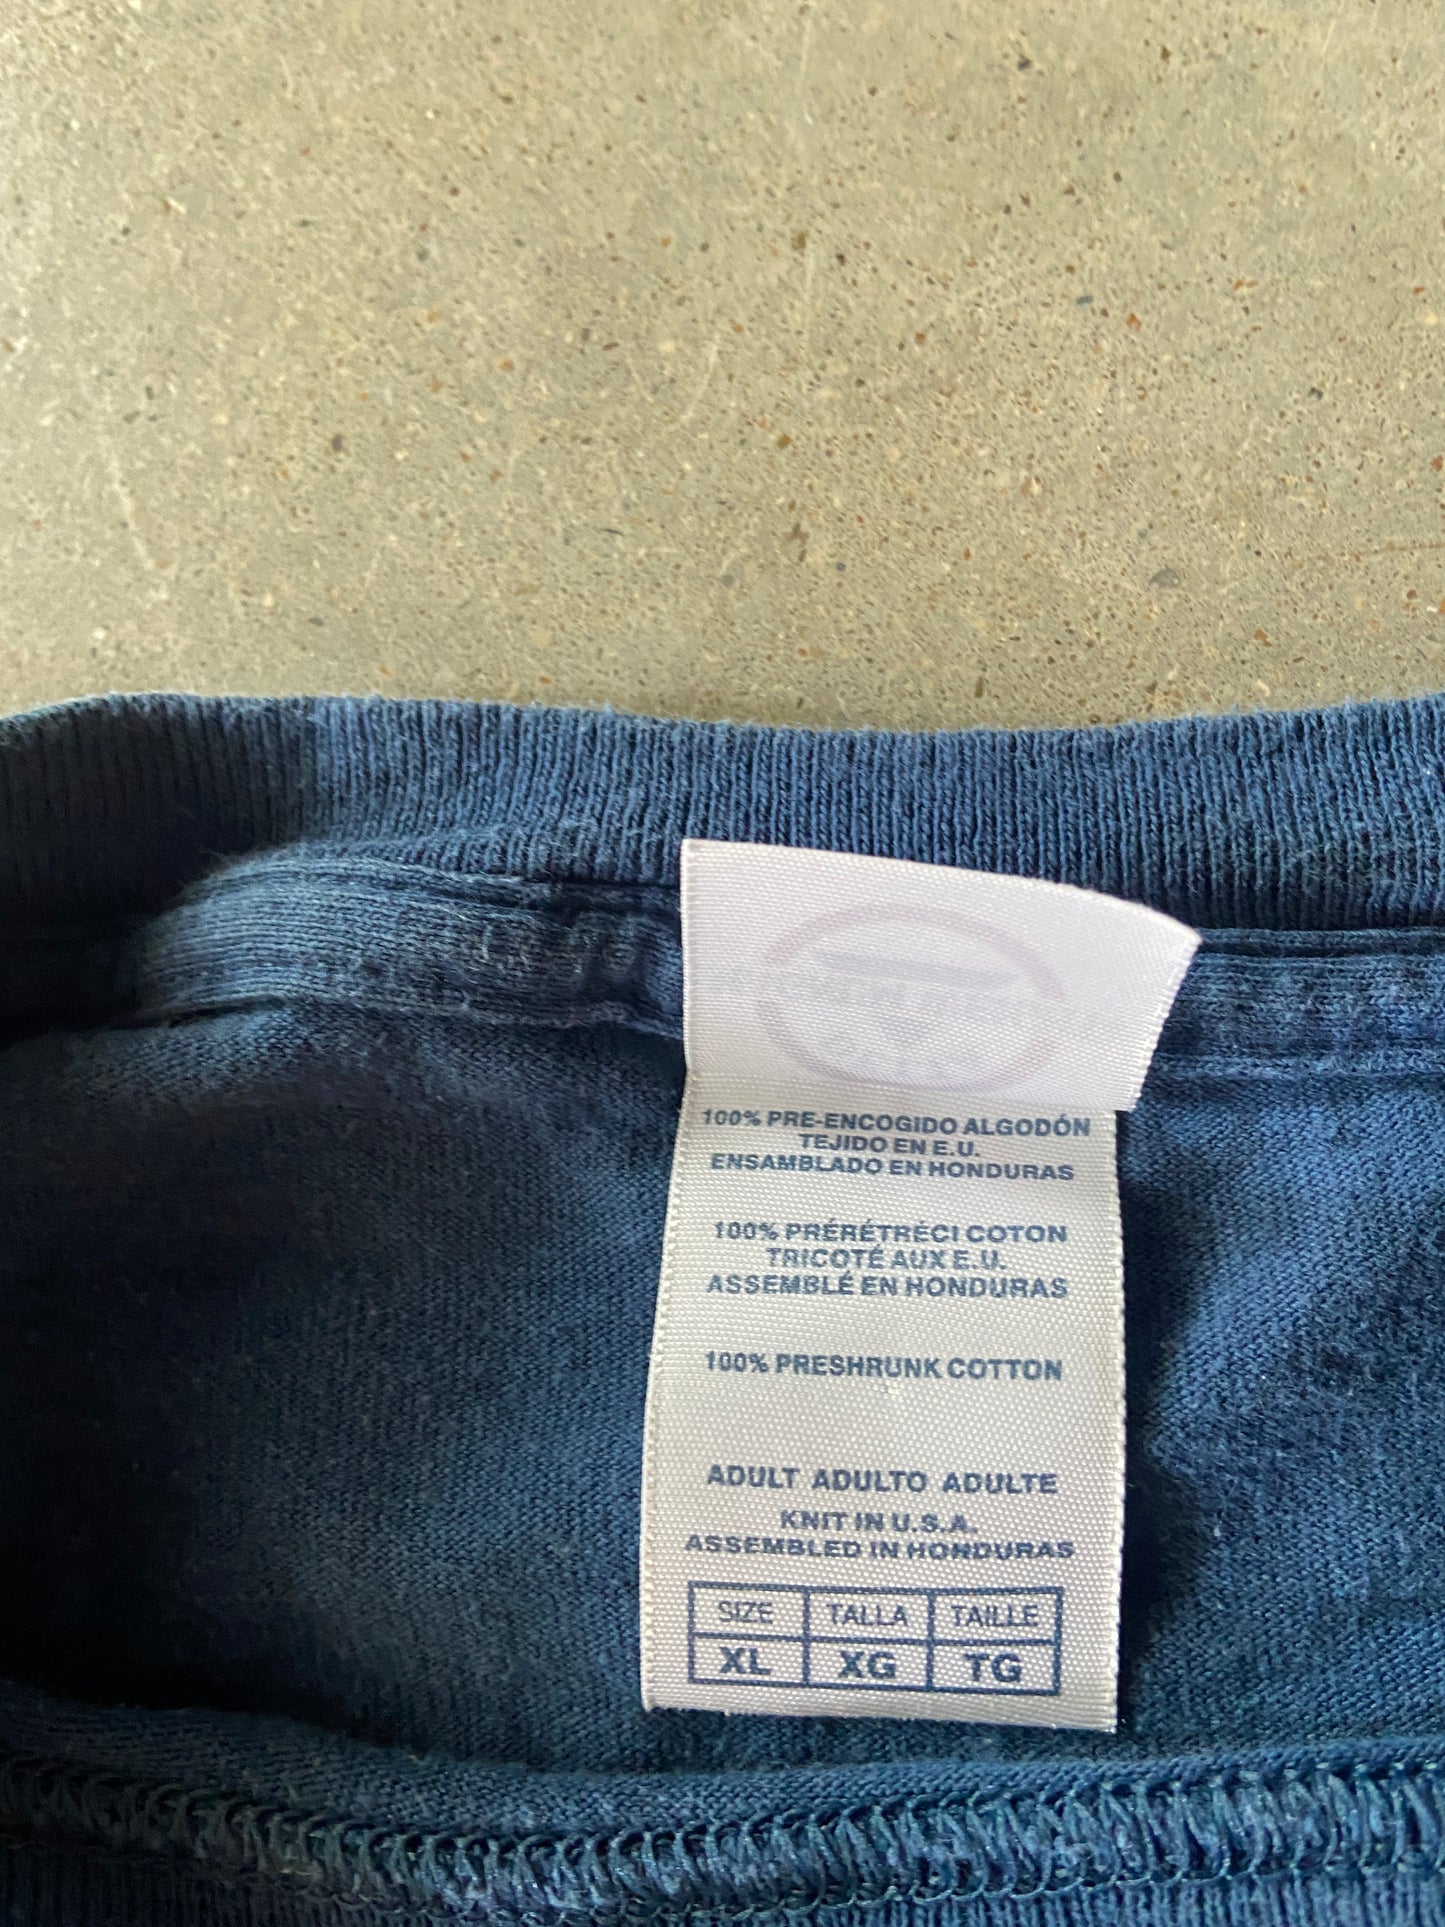 100% PRE-ENCOGIDO ALGODÓN
TEJIDO EN E.U.
ENSAMBLADO EN HONDURAS
100% PRÉRÉTRÉCI COTON
TRICOTÉ AUX E.U.
ASSEMBLÉ EN HONDURAS
100% PRESHRUNK COTTON
ADULT ADULTO ADULTE
KNIT IN U.S.A.
ASSEMBLED IN HONDURAS
SIZE TALLA TAILLE
XL XG TG